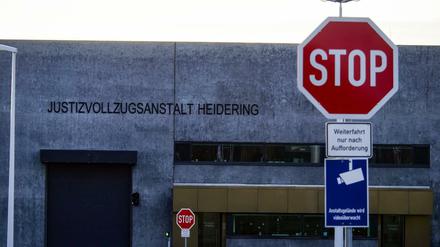 JUSTIZVOLLZUGSANSTALT HEIDERING
STOP
Weiterfahrt
nur nach
Aufforderung
Anstaltsgelände wird
videoüberwacht
STOP